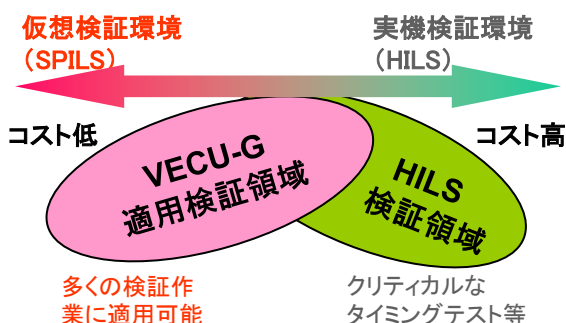 仮想検証環境
（SPILS）
実機検証環境
（HILS）
コスト低
コスト高
VECU-G
適用検証領域
HILS
検証領域
多くの検証作
業に適用可能
クリティカルな
タイミングテスト等